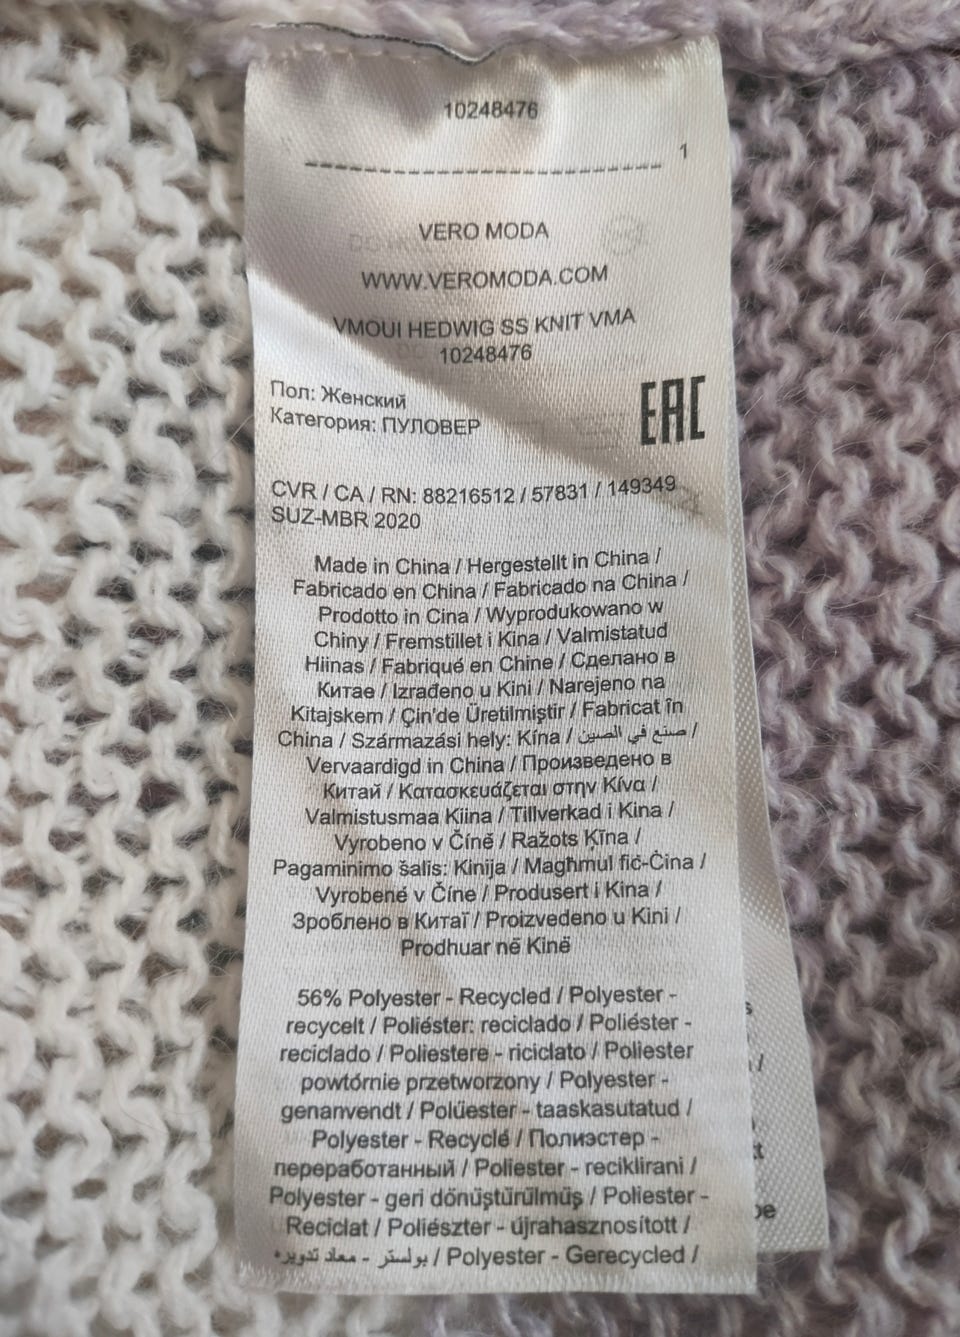 10248476
1
VERO MODA
WWW.VEROMODA.COM
VMOUI HEDWIG SS KNIT VMA
10248476
Пол: Женский
Категория: ПУЛОВЕР
EAC
CVR / CA / RN: 88216512 / 57831 / 149349
SUZ-MBR 2020
Made in China / Hergestellt in China /
Fabricado en China / Fabricado na China /
Prodotto in Cina / Wyprodukowano w
Chiny / Fremstillet i Kina / Valmistatud
Hiinas / Fabriqué en Chine / Сделано в
Китае / Izrađeno u Kini / Narejeno na
Kitajskem / Çin'de Üretilmiştir / Fabricat în
China / Származási hely: Kína / صنع في الصين /
Vervaardigd in China / Произведено в
Китай / Κατασκευάζεται στην Κίνα /
Valmistusmaa Kiina / Tillverkad i Kina /
Vyrobeno v Číně / Ražots Ķīna /
Pagaminimo šalis: Kinija / Magħmul fiċ-Ċina /
Vyrobené v Číne / Produsert i Kina /
Зроблено в Китаї / Proizvedeno u Kini /
Prodhuar në Kinë
56% Polyester - Recycled / Polyester -
recycelt / Poliéster: reciclado / Poliéster -
reciclado / Poliestere - riciclato / Poliester
powtórnie przetworzony / Polyester -
genanvendt / Polüester - taaskasutatud /
Polyester - Recyclé / Полиэстер -
переработанный / Poliester - reciklirani /
Polyester - geri dönüştürülmüş / Poliester -
Reciclat / Poliészter - újrahasznosított /
بولستر - معاد تدويره / Polyester - Gerecycled /